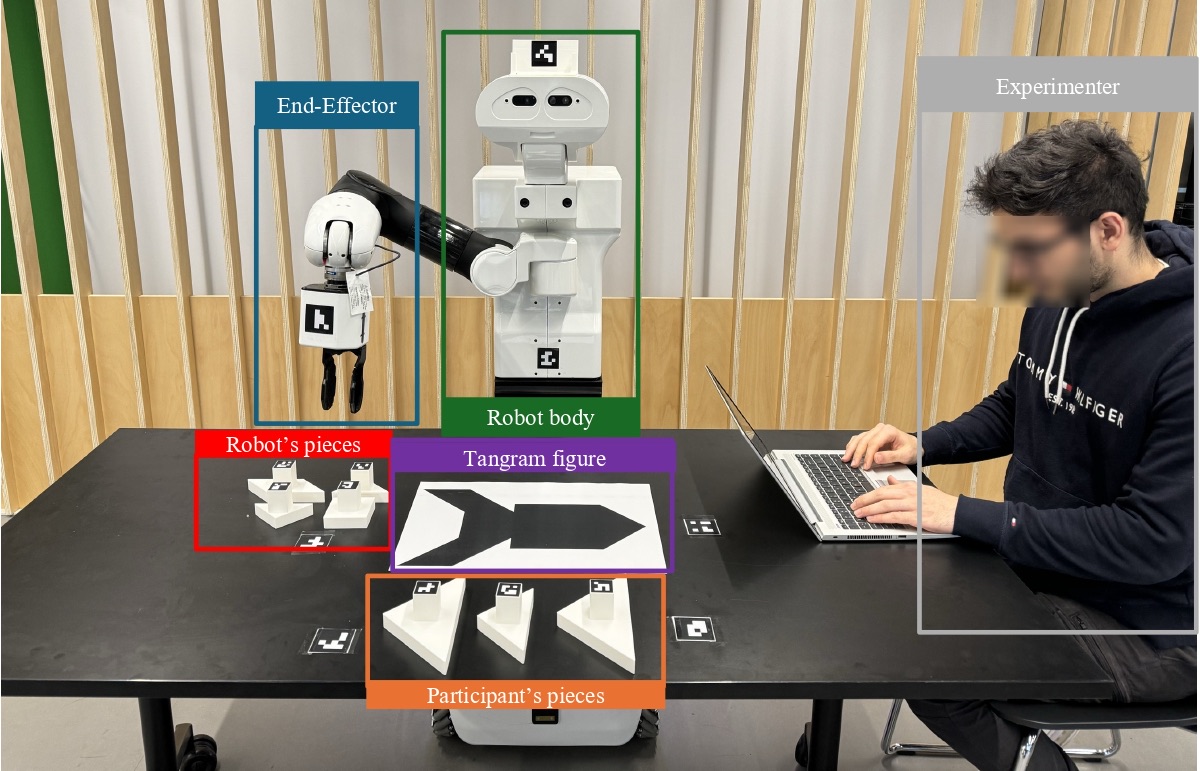 Experimenter
End-Effector
Robot body
Robot's pieces
Tangram figure
TOMMY HILFIGER
Participant's pieces